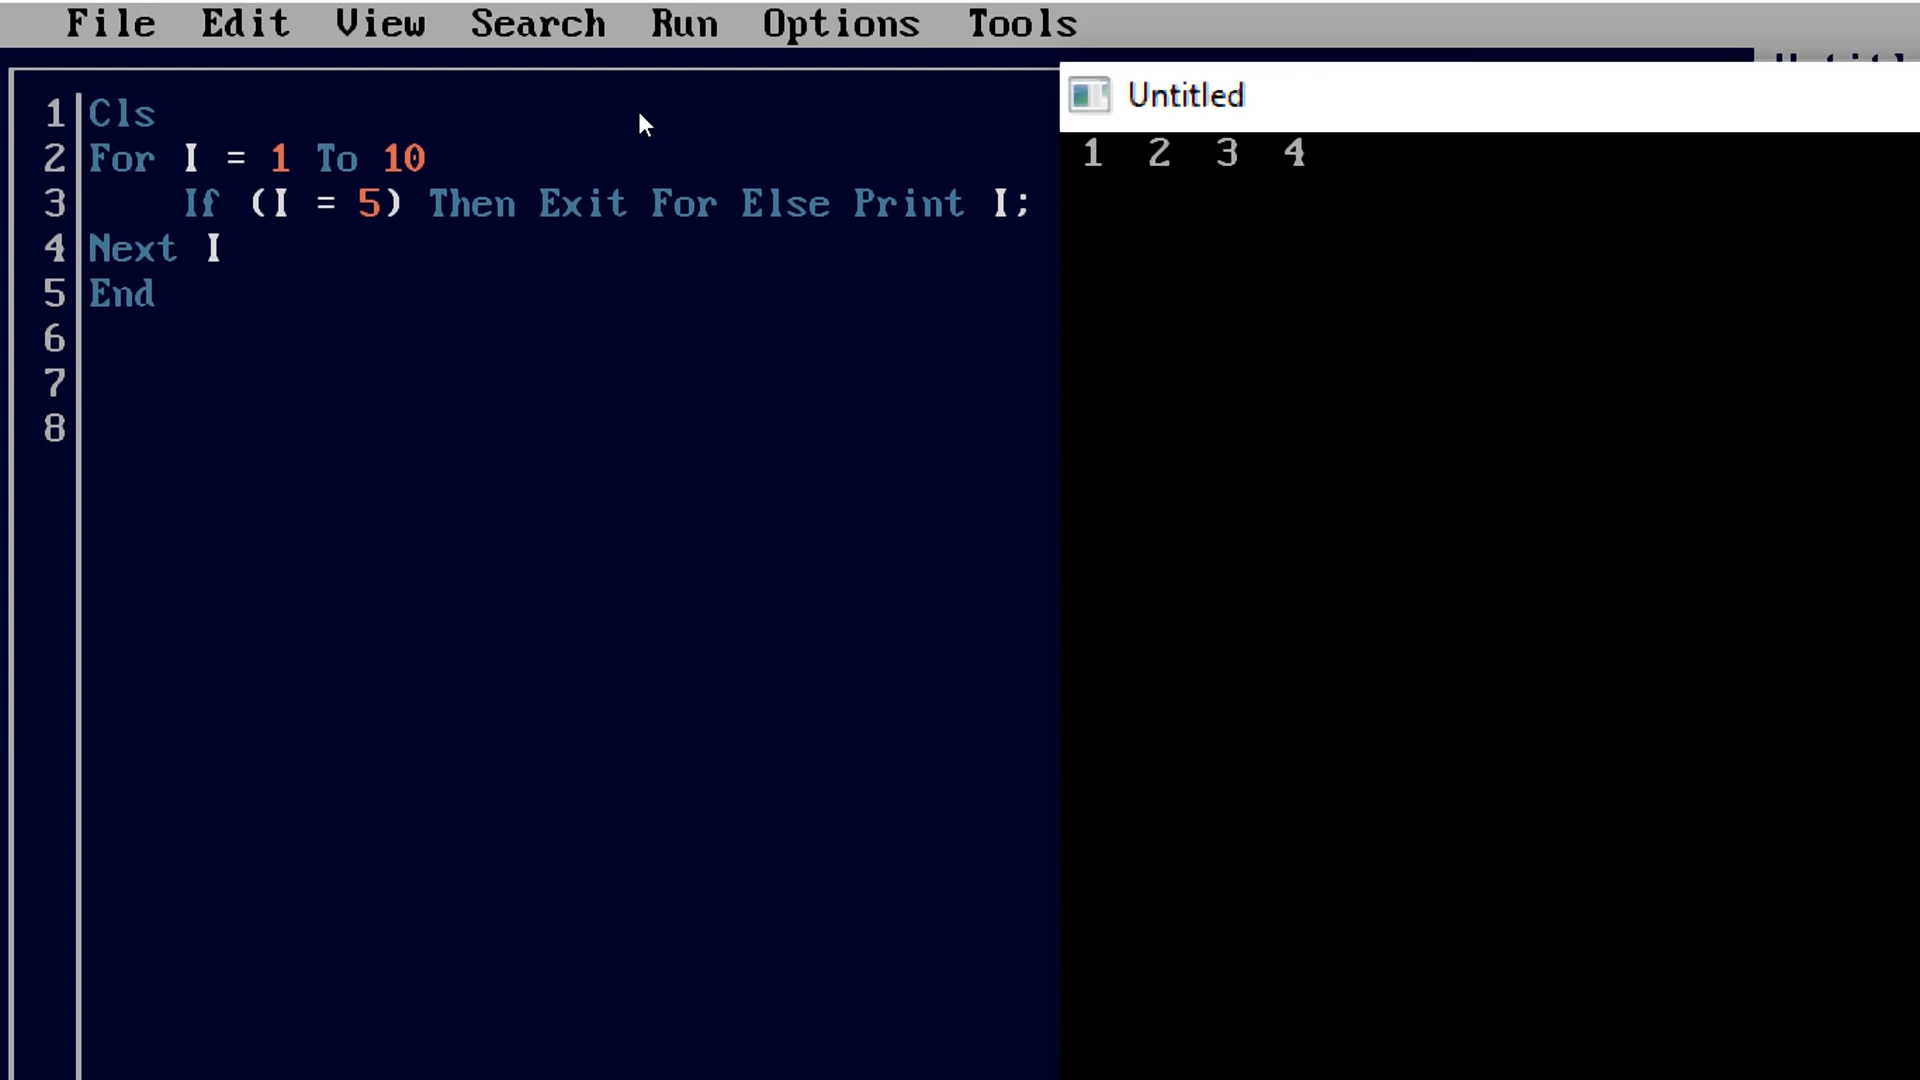 File Edit View Search Run Options Tools
Untitled
1 Cls
2 For I = 1 To 10
3 If (I = 5) Then Exit For Else Print I;
4 Next I
5 End
6
7
8
1 2 3 4